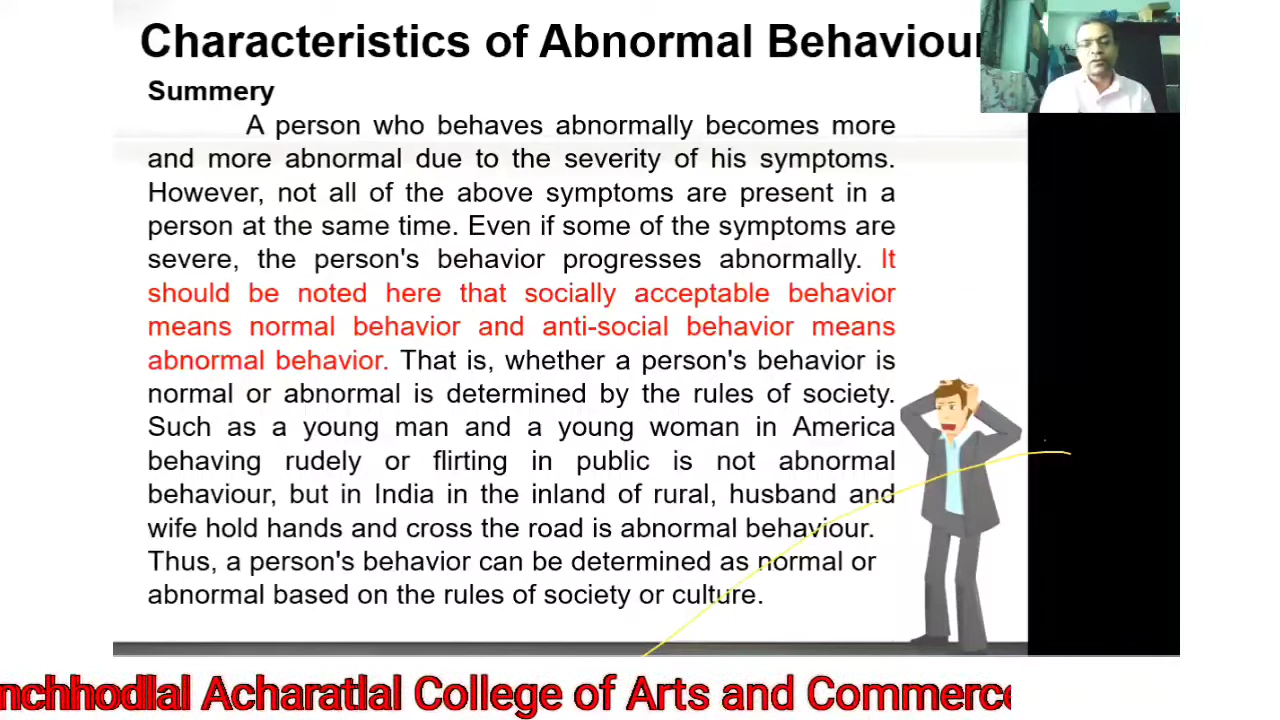 Characteristics of Abnormal Behaviour
Summery
A person who behaves abnormally becomes more
and more abnormal due to the severity of his symptoms.
However, not all of the above symptoms are present in a
person at the same time. Even if some of the symptoms are
severe, the person's behavior progresses abnormally. It
should be noted here that socially acceptable behavior
means normal behavior and anti-social behavior means
abnormal behavior. That is, whether a person's behavior is
normal or abnormal is determined by the rules of society.
Such as a young man and a young woman in America
behaving rudely or flirting in public is not abnormal
behaviour, but in India in the inland of rural, husband and
wife hold hands and cross the road is abnormal behaviour.
Thus, a person's behavior can be determined as normal or
abnormal based on the rules of society or culture.
nchhodlal Acharatlal College of Arts and Commerce